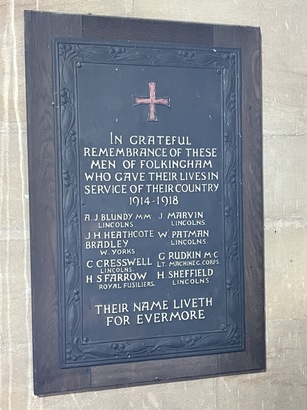 IN GRATEFUL
REMEMBRANCE OF THESE
MEN OF FOLKINGHAM
WHO GAVE THEIR LIVES IN
SERVICE OF THEIR COUNTRY
1914-1918
A.J. BLUNDY M M
LINCOLNS
J.H. HEATHCOTE
BRADLEY
W. YORKS
C CRESSWELL
LINCOLNS.
H S FARROW
ROYAL FUSILIERS.
J. MARVIN
LINCOLNS
W. PATMAN
LINCOLNS.
G RUDKIN M C
LT. MACHINE G. CORPS
H. SHEFFIELD
LINCOLNS
THEIR NAME LIVETH
FOR EVERMORE